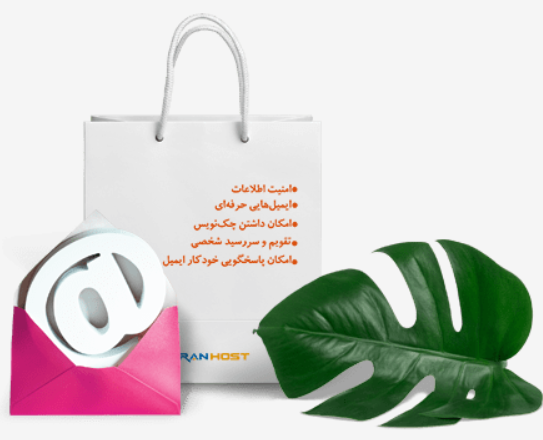 •امنیت اطلاعات
•ایمیل‌هایی حرفه‌ای
•امکان داشتن چک‌نویس
•تقویم و سررسید شخصی
•امکان پاسخگویی خودکار ایمیل
@
RANHOST